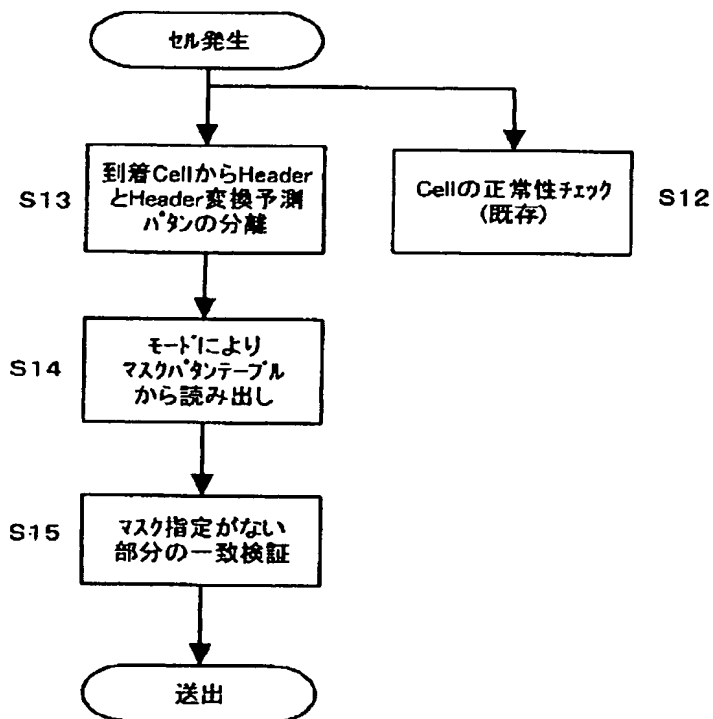 セル発生
S13
到着CellからHeader
とHeader変換予測
パタンの分離
Cellの正常性チェック
(既存)
S12
S14
モードにより
マスクパタンテーブル
から読み出し
S15
マスク指定がない
部分の一致検証
送出